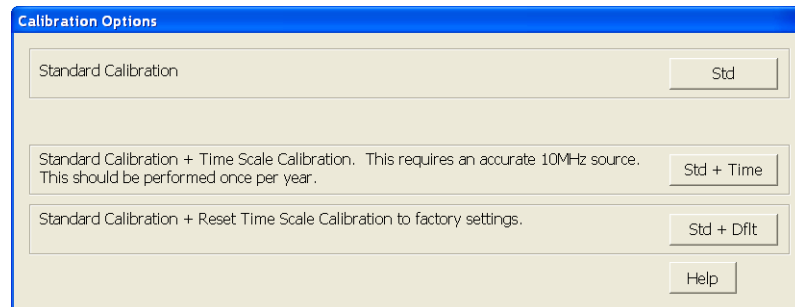 Calibration Options
Standard Calibration
Std
Standard Calibration + Time Scale Calibration.  This requires an accurate 10MHz source.
This should be performed once per year.
Std + Time
Standard Calibration + Reset Time Scale Calibration to factory settings.
Std + Dflt
Help